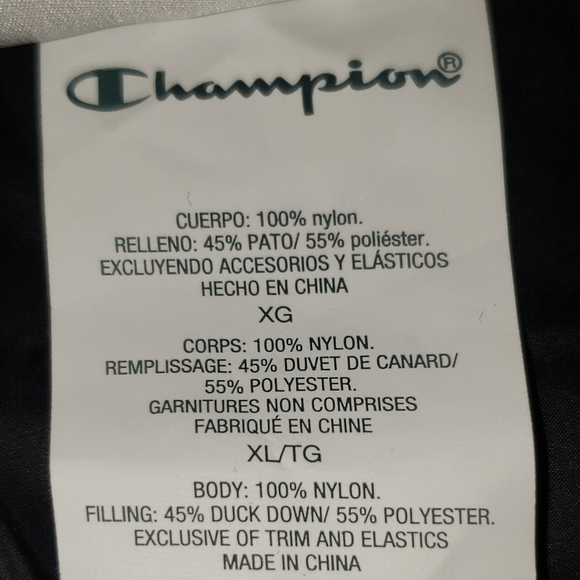 Champion®
CUERPO: 100% nylon.
RELLENO: 45% PATO/ 55% poliéster.
EXCLUYENDO ACCESORIOS Y ELÁSTICOS
HECHO EN CHINA
XG
CORPS: 100% NYLON.
REMPLISSAGE: 45% DUVET DE CANARD/
55% POLYESTER.
GARNITURES NON COMPRISES
FABRIQUÉ EN CHINE
XL/TG
BODY: 100% NYLON.
FILLING: 45% DUCK DOWN/ 55% POLYESTER.
EXCLUSIVE OF TRIM AND ELASTICS
MADE IN CHINA